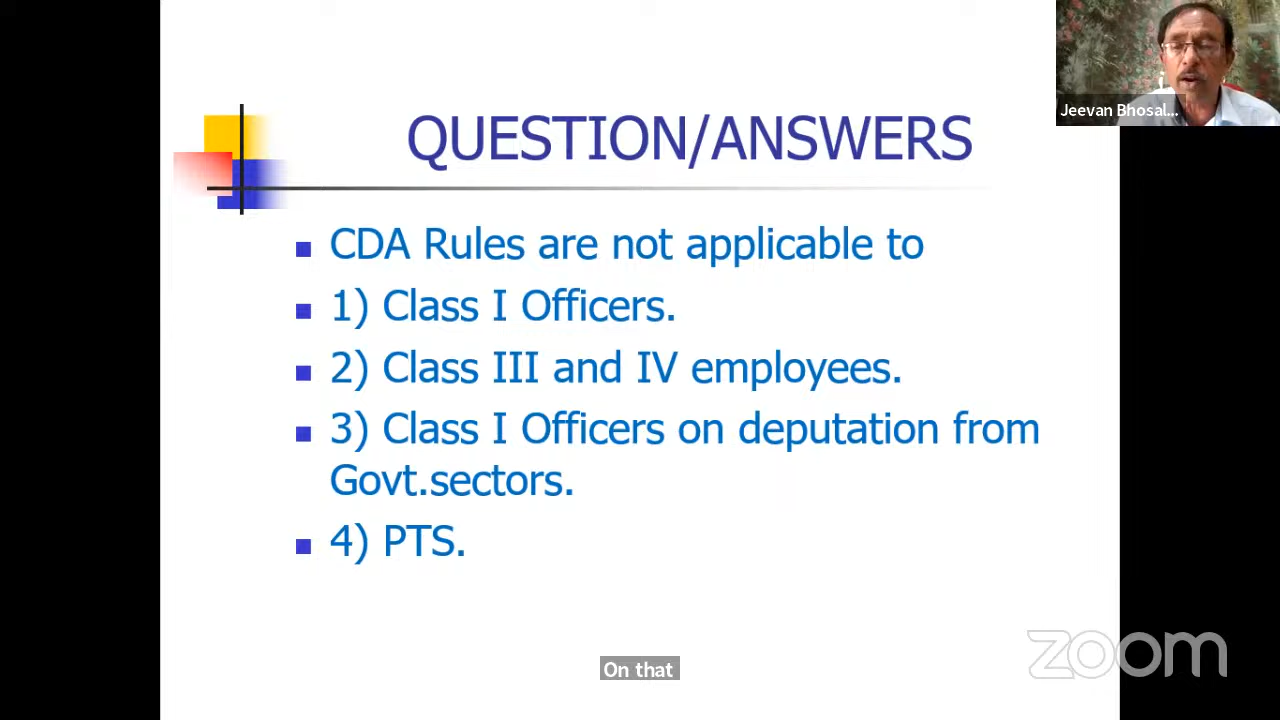 Jeevan Bhosal...
QUESTION/ANSWERS
CDA Rules are not applicable to
1) Class I Officers.
2) Class III and IV employees.
3) Class I Officers on deputation from
Govt.sectors.
4) PTS.
zoom
On that